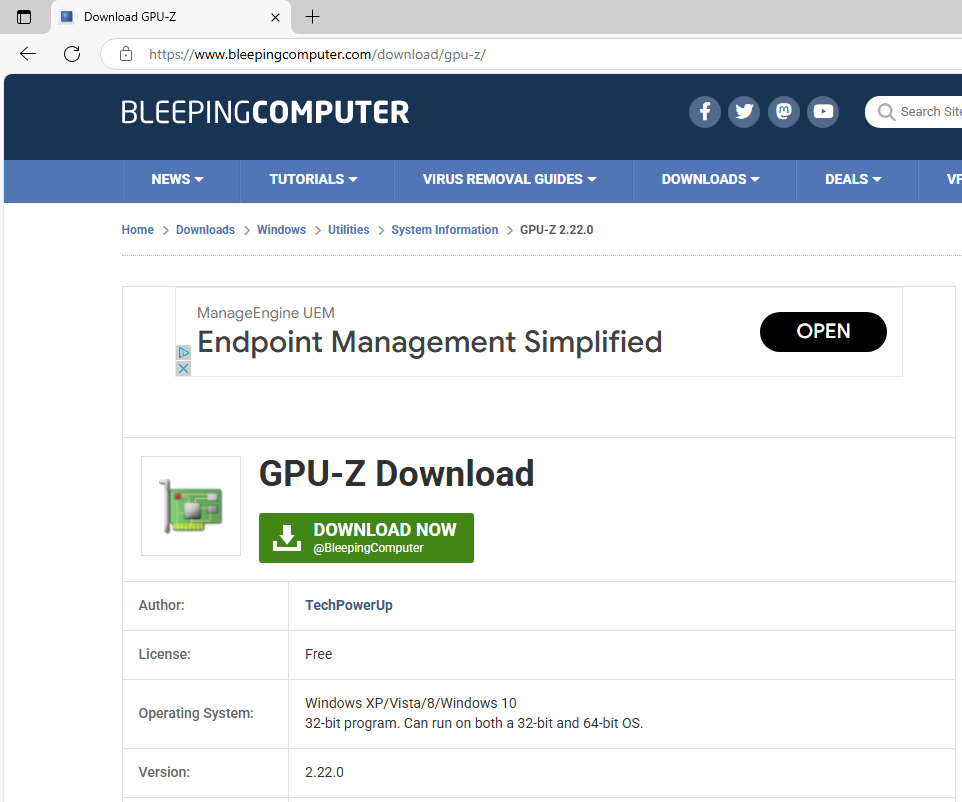 Download GPU-Z
https://www.bleepingcomputer.com/download/gpu-z/
BLEEPINGCOMPUTER
Search Site
NEWS TUTORIALS VIRUS REMOVAL GUIDES DOWNLOADS DEALS
Home > Downloads > Windows > Utilities > System Information > GPU-Z 2.22.0
ManageEngine UEM
Endpoint Management Simplified
OPEN
GPU-Z Download
DOWNLOAD NOW
@BleepingComputer
Author: TechPowerUp
License: Free
Operating System: Windows XP/Vista/8/Windows 10
32-bit program. Can run on both a 32-bit and 64-bit OS.
Version: 2.22.0